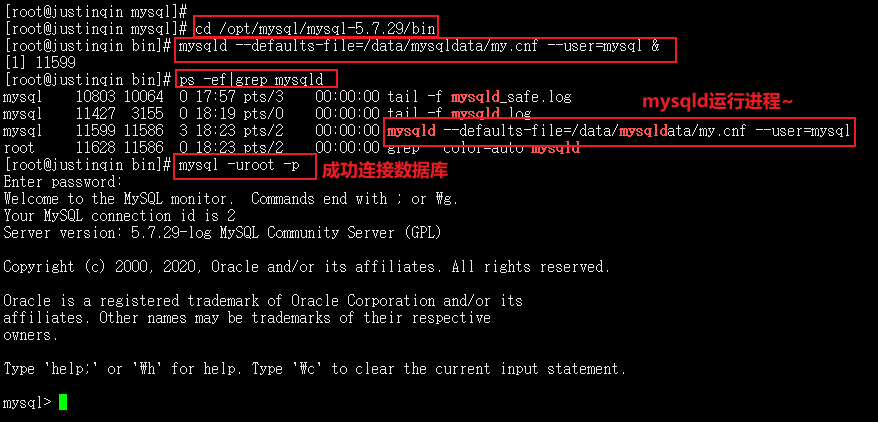 [root@justinqin mysql]#
[root@justinqin mysql]# cd /opt/mysql/mysql-5.7.29/bin
[root@justinqin bin]# mysqld --defaults-file=/data/mysqldata/my.cnf --user=mysql &
[1] 11599
[root@justinqin bin]# ps -ef|grep mysqld
mysql 10803 10064 0 17:57 pts/3 00:00:00 tail -f mysqld_safe.log
mysqld运行进程~
mysql 11427 3155 0 18:19 pts/0 00:00:00 tail -f mysqld.log
mysql 11599 11586 3 18:23 pts/2 00:00:00 mysqld --defaults-file=/data/mysqldata/my.cnf --user=mysql
root 11628 11586 0 18:23 pts/2 00:00:00 grep --color=auto mysqld
[root@justinqin bin]# mysql -uroot -p 成功连接数据库
Enter password:
Welcome to the MySQL monitor. Commands end with ; or ₩g.
Your MySQL connection id is 2
Server version: 5.7.29-log MySQL Community Server (GPL)
Copyright (c) 2000, 2020, Oracle and/or its affiliates. All rights reserved.
Oracle is a registered trademark of Oracle Corporation and/or its
affiliates. Other names may be trademarks of their respective
owners.
Type 'help;' or '₩h' for help. Type '₩c' to clear the current input statement.
mysql>